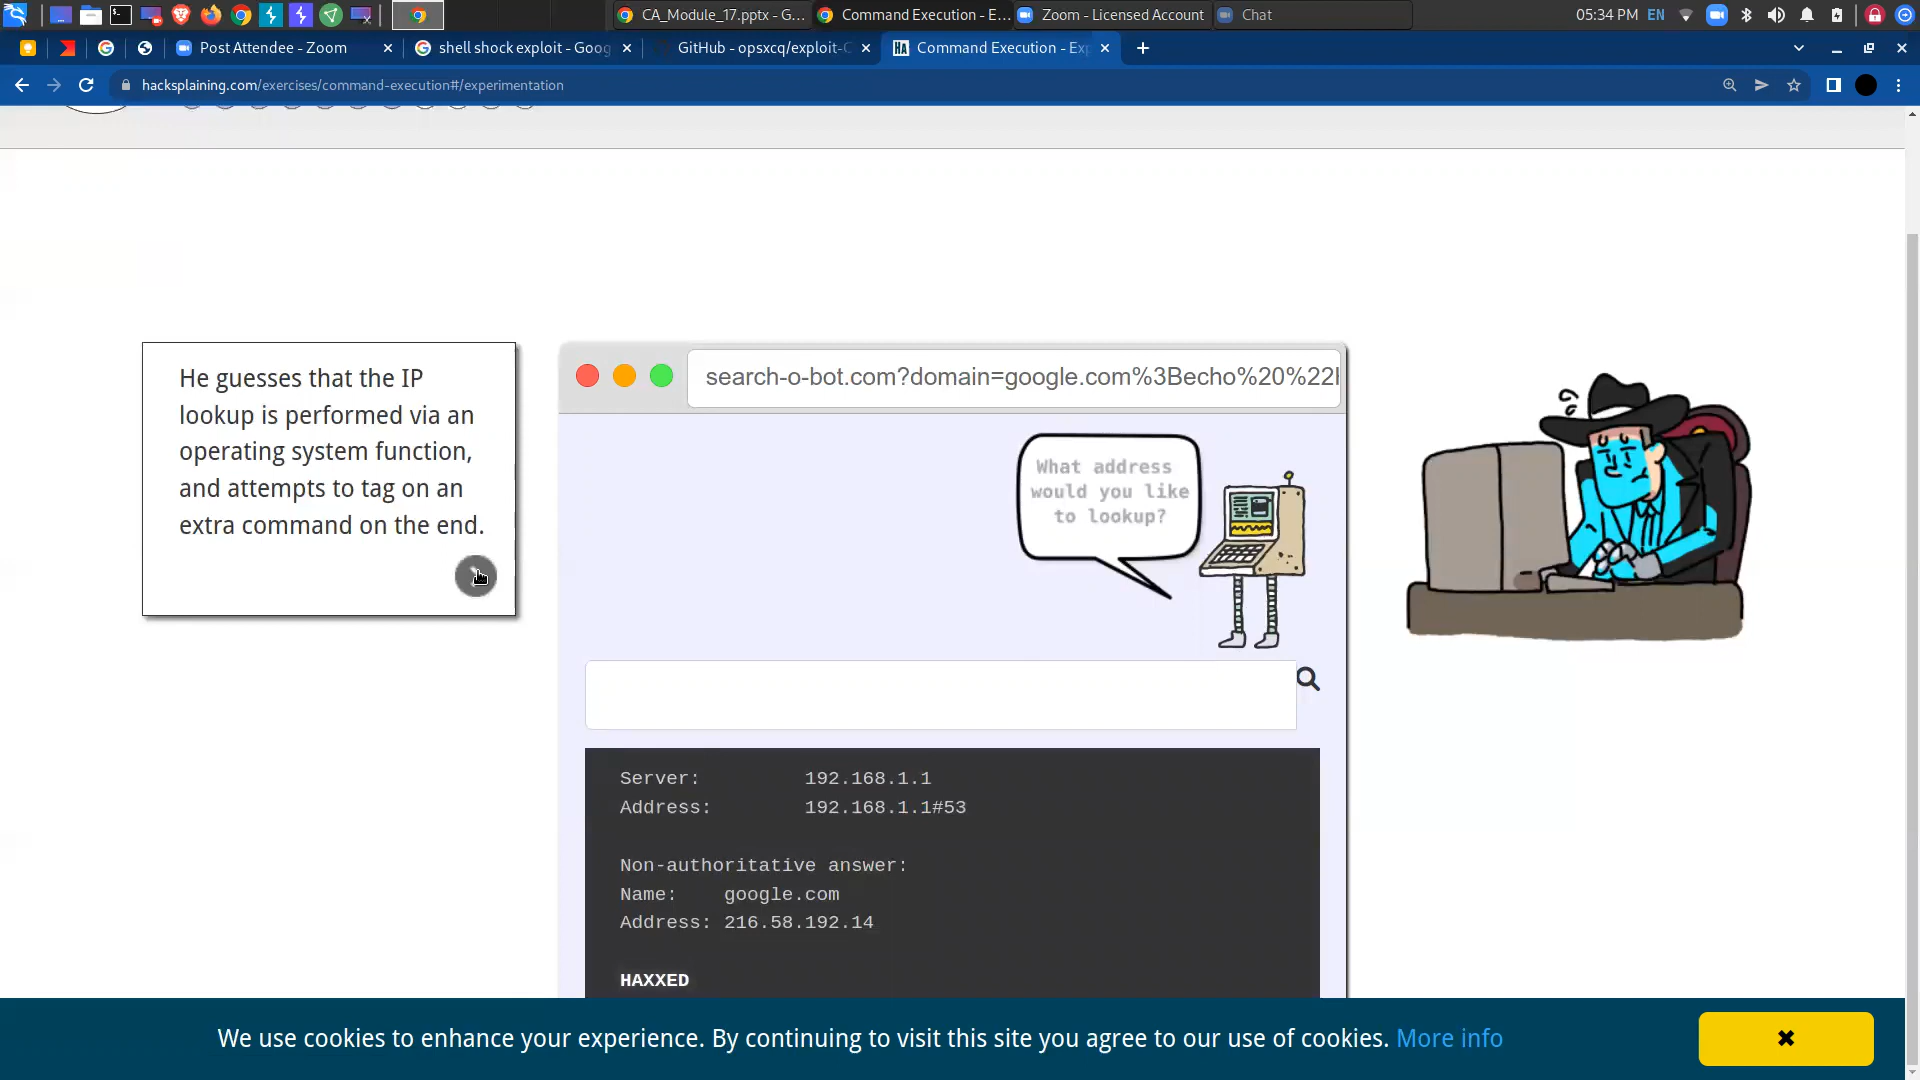 CA_Module_17.pptx - G...
Command Execution - E...
Zoom - Licensed Account
Chat
05:34 PM
EN
Post Attendee - Zoom
shell shock exploit - Goog
GitHub - opsxcq/exploit-C
Command Execution - Exp
hacksplaining.com/exercises/command-execution#/experimentation
He guesses that the IP
lookup is performed via an
operating system function,
and attempts to tag on an
extra command on the end.
search-o-bot.com?domain=google.com%3Becho%20%22H
What address
would you like
to lookup?
Server: 192.168.1.1
Address: 192.168.1.1#53
Non-authoritative answer:
Name: google.com
Address: 216.58.192.14
HAXXED
We use cookies to enhance your experience. By continuing to visit this site you agree to our use of cookies. More info